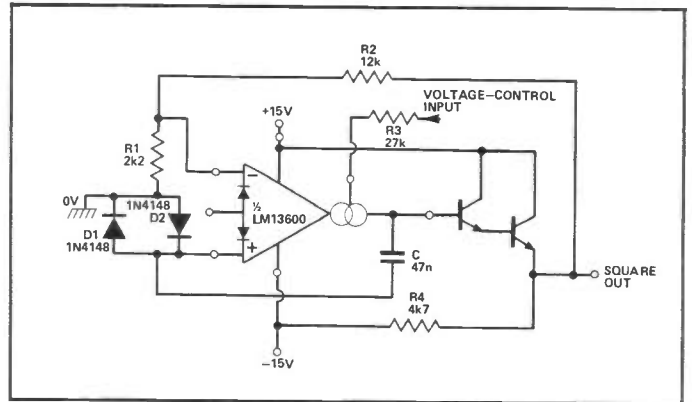 R2
12k
VOLTAGE–CONTROL
INPUT
+15V
R3
27k
R1
2k2
0V
1N4148
D2
D1
1N4148
−
½
LM13600
+
C
47n
SQUARE
OUT
R4
4k7
−15V